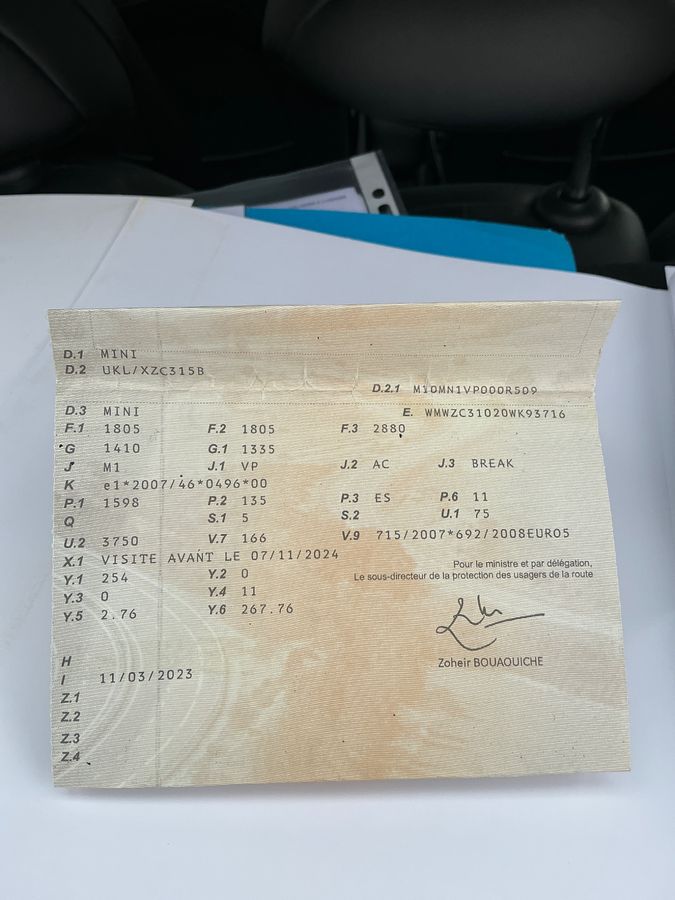 D.1 MINI
D.2 UKL/XZC315B
D.2.1 M10MN1VP000R509
D.3 MINI E. WMWZC31020WK93716
F.1 1805 F.2 1805 F.3 2880
G 1410 G.1 1335
J M1 J.1 VP J.2 AC J.3 BREAK
K e1*2007/46*0496*00
P.1 1598 P.2 135 P.3 ES P.6 11
Q S.1 5 S.2 U.1 75
U.2 3750 V.7 166 V.9 715/2007*692/2008EURO5
X.1 VISITE AVANT LE 07/11/2024
Pour le ministre et par délégation,
Y.1 254 Y.2 0 Le sous-directeur de la protection des usagers de la route
Y.3 0 Y.4 11
Y.5 2.76 Y.6 267.76
H Zoheir BOUAOUICHE
I 11/03/2023
Z.1
Z.2
Z.3
Z.4